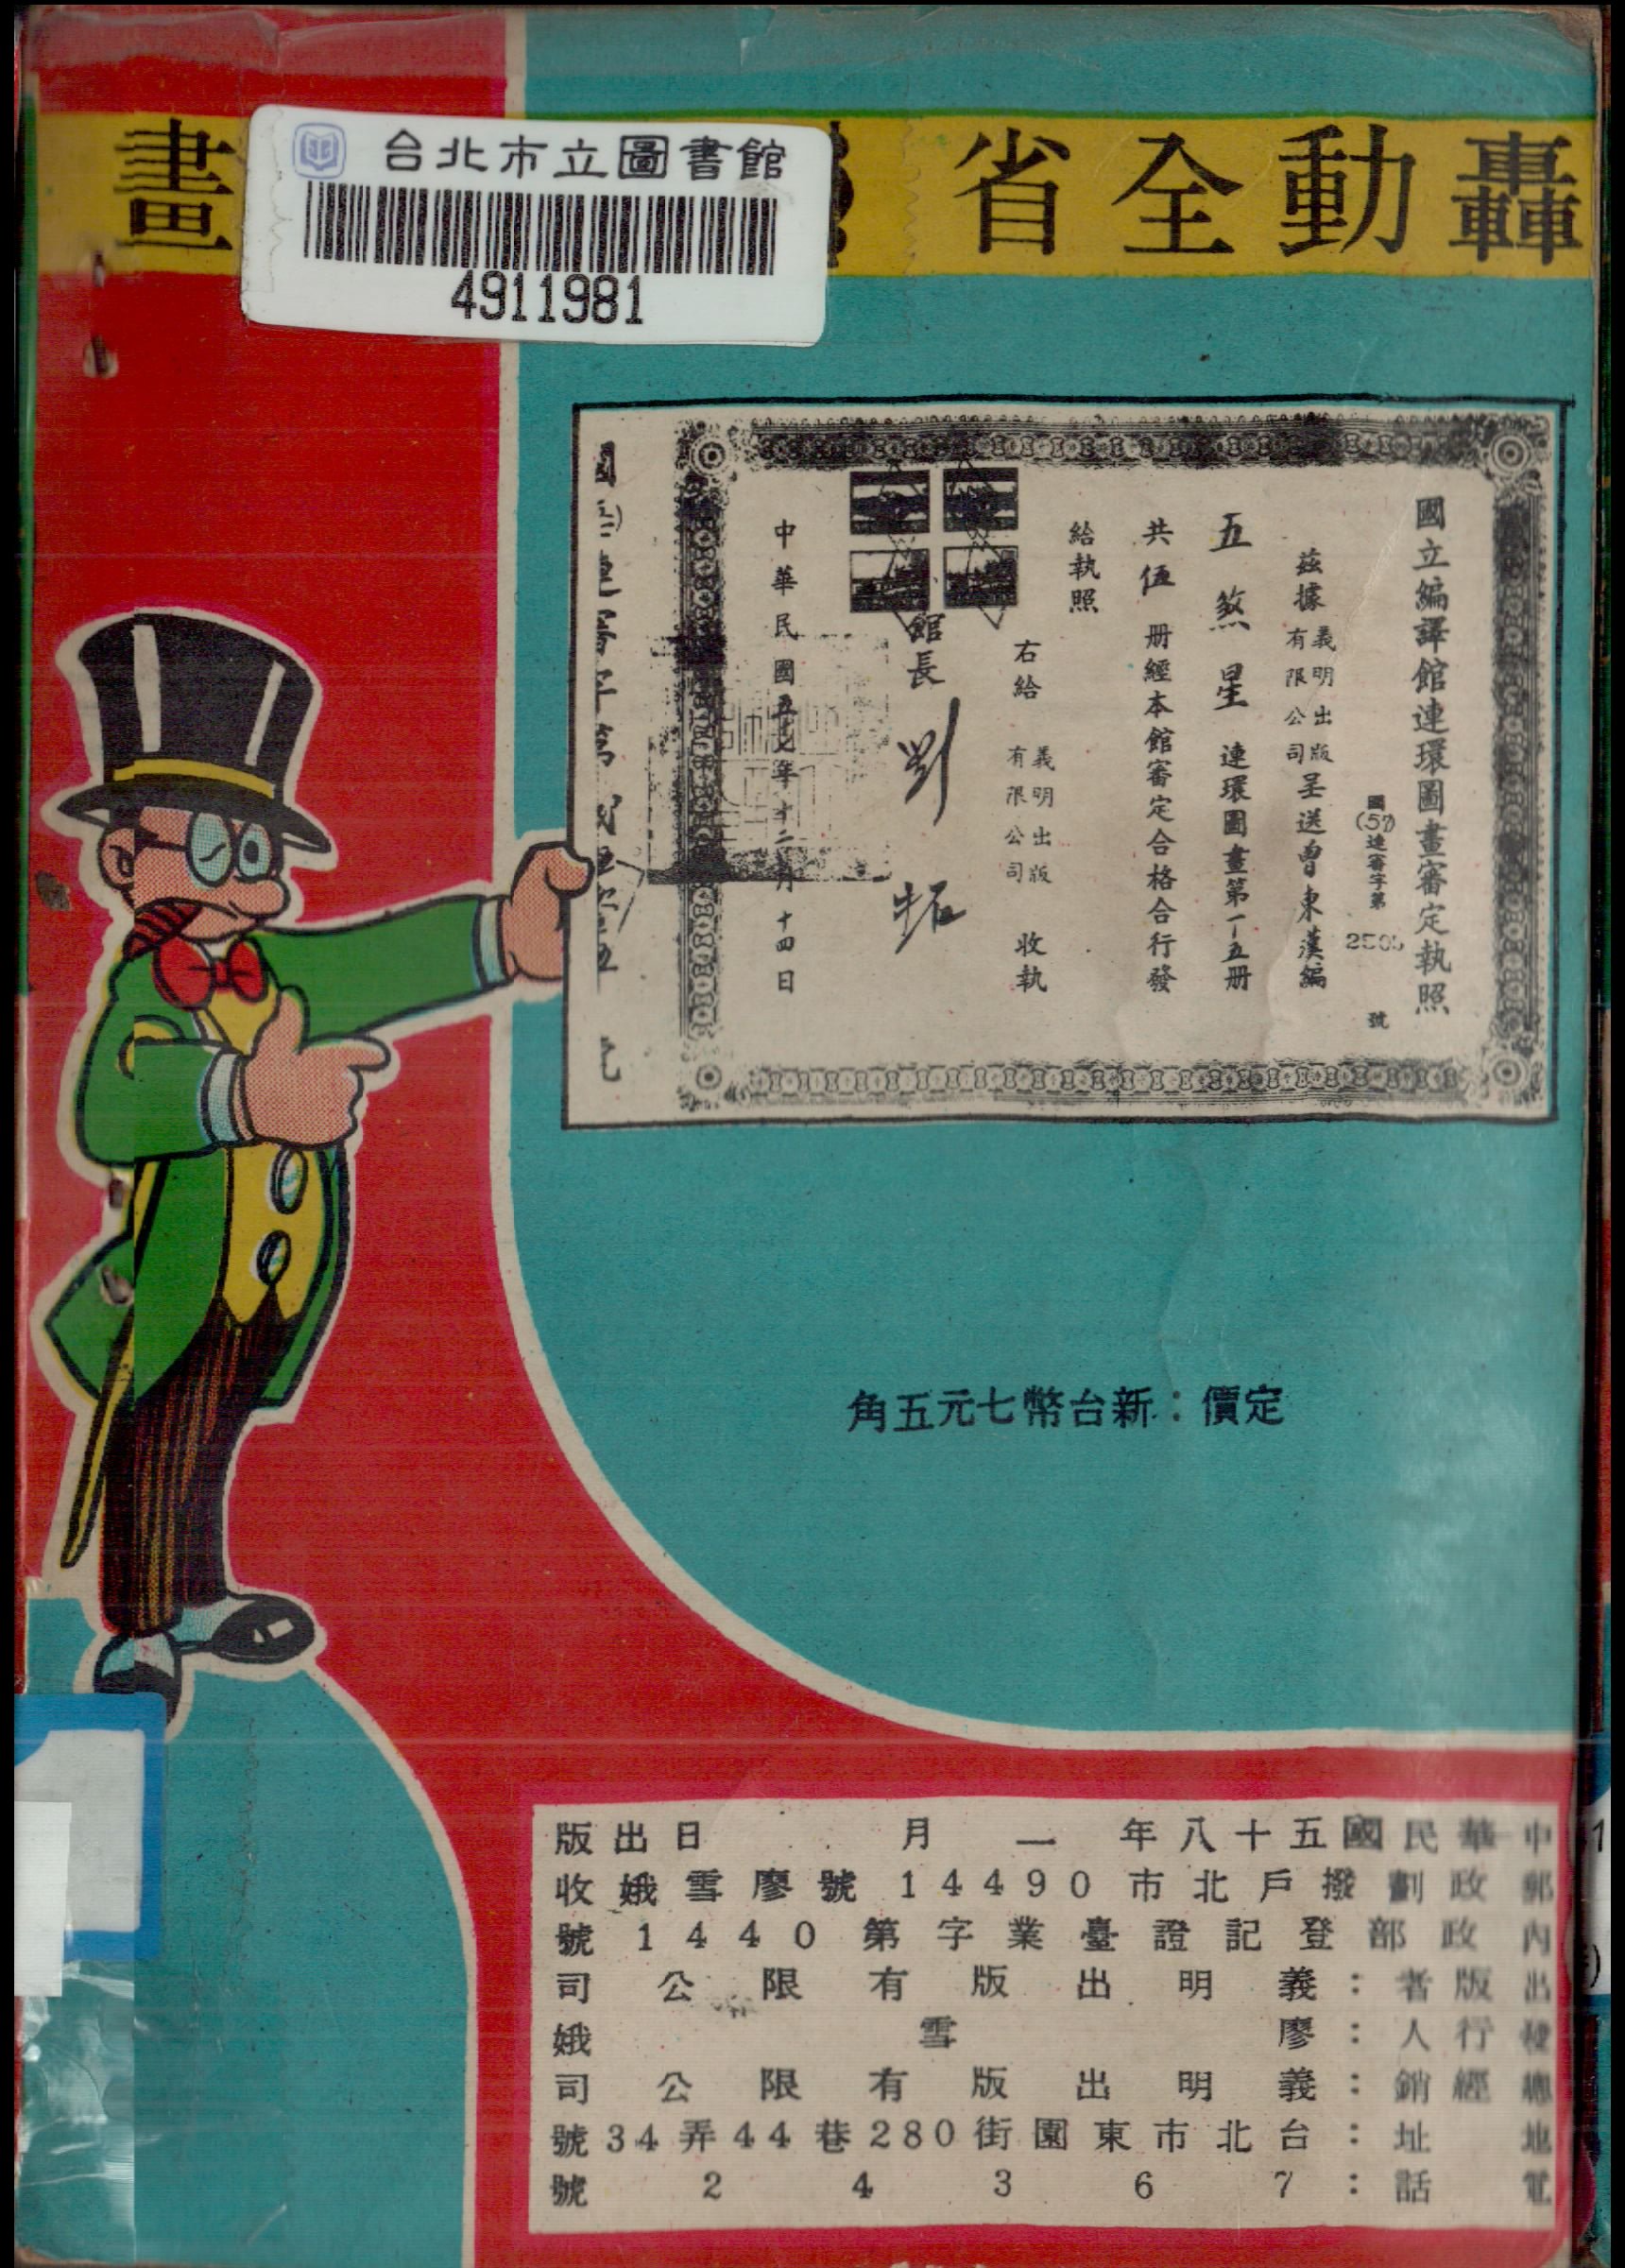 台北市立圖書館
4911981
轟動全省
畫
國立編譯館連環圖畫審定執照
國(57)連審字第
號
茲據義明出版有限公司呈送曾東漢編
五煞星連環圖畫第一五册
共伍册經本館審定合格合行發
給執照
右給義明出版有限公司收執
館長劉拓
中華民國五七年十二月十四日
定價：新台幣七元五角
中華民國五十八年一月 日出版
郵政劃撥戶北市14490號廖雪娥收
內政部登記證臺業字第0441號
出版者：義明出版有限公司
發行人：廖雪娥
總經銷：義明出版有限公司
地址：台北市東園街280巷44弄34號
電話：76342號